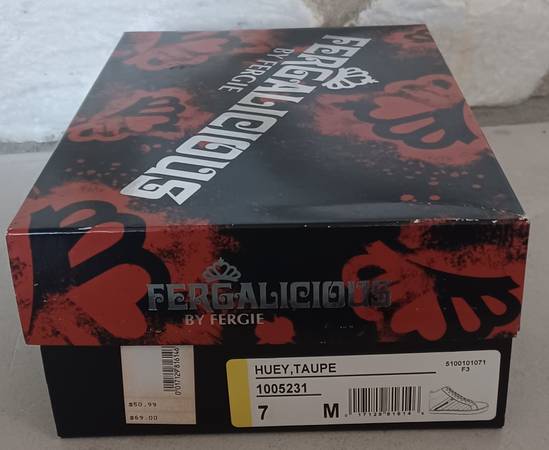 FERGALICIOUS
BY FERGIE
FERGALICIOUS
BY FERGIE
$50.99
$69.00
HUEY,TAUPE
1005231
7 M
5100101071
F3